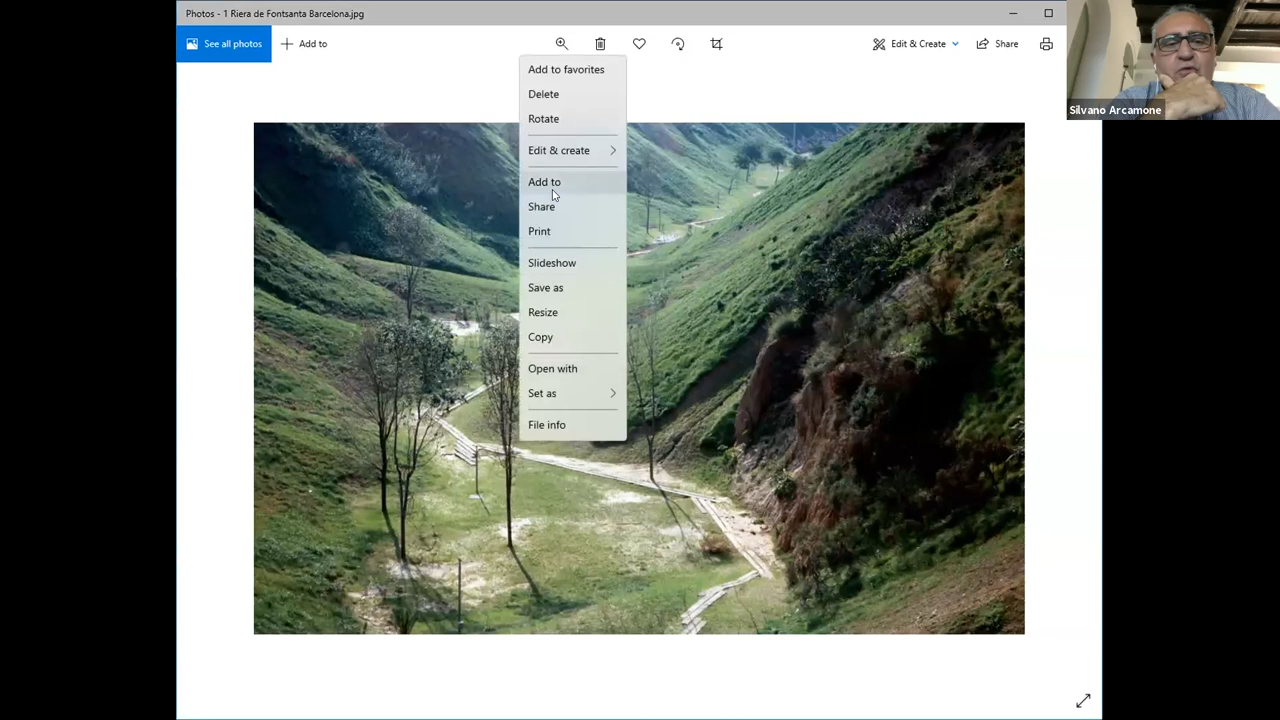 Photos - 1 Riera de Fontsanta Barcelona.jpg
See all photos
Add to
Edit & Create
Share
Silvano Arcamone
Add to favorites
Delete
Rotate
Edit & create
Add to
Share
Print
Slideshow
Save as
Resize
Copy
Open with
Set as
File info